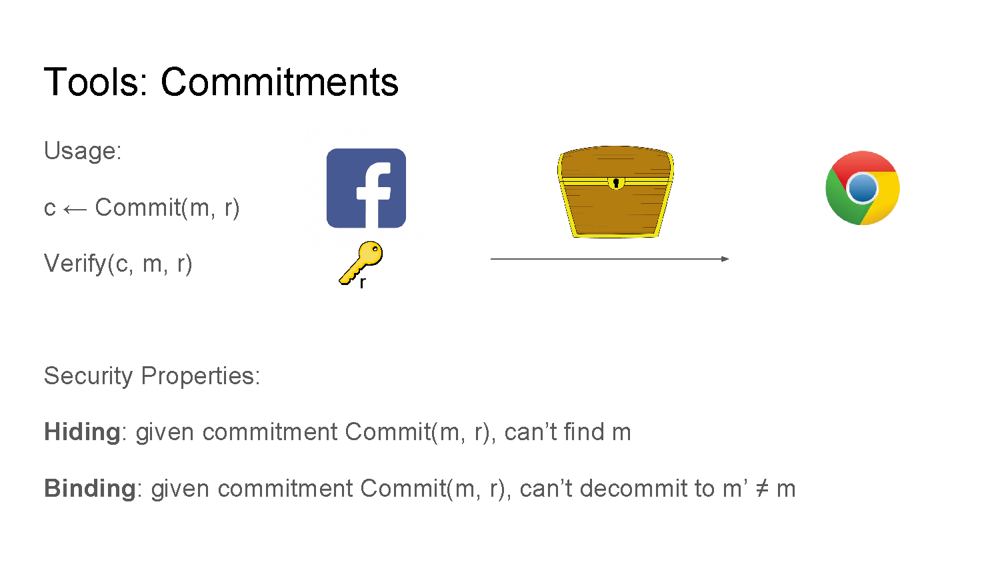 Tools: Commitments
Usage:
c ← Commit(m, r)
Verify(c, m, r)
r
Security Properties:
Hiding: given commitment Commit(m, r), can’t find m
Binding: given commitment Commit(m, r), can’t decommit to m’ ≠ m